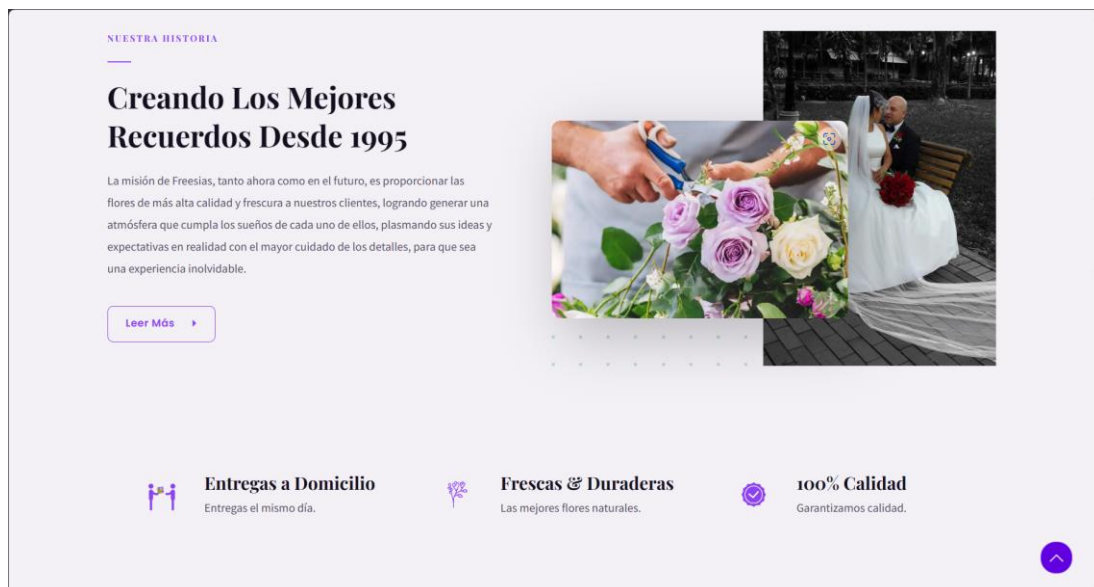 NUESTRA HISTORIA
Creando Los Mejores
Recuerdos Desde 1995
La misión de Freesias, tanto ahora como en el futuro, es proporcionar las
flores de más alta calidad y frescura a nuestros clientes, logrando generar una
atmósfera que cumpla los sueños de cada uno de ellos, plasmando sus ideas y
expectativas en realidad con el mayor cuidado de los detalles, para que sea
una experiencia inolvidable.
Leer Más
Entregas a Domicilio
Entregas el mismo día.
Frescas & Duraderas
Las mejores flores naturales.
100% Calidad
Garantizamos calidad.